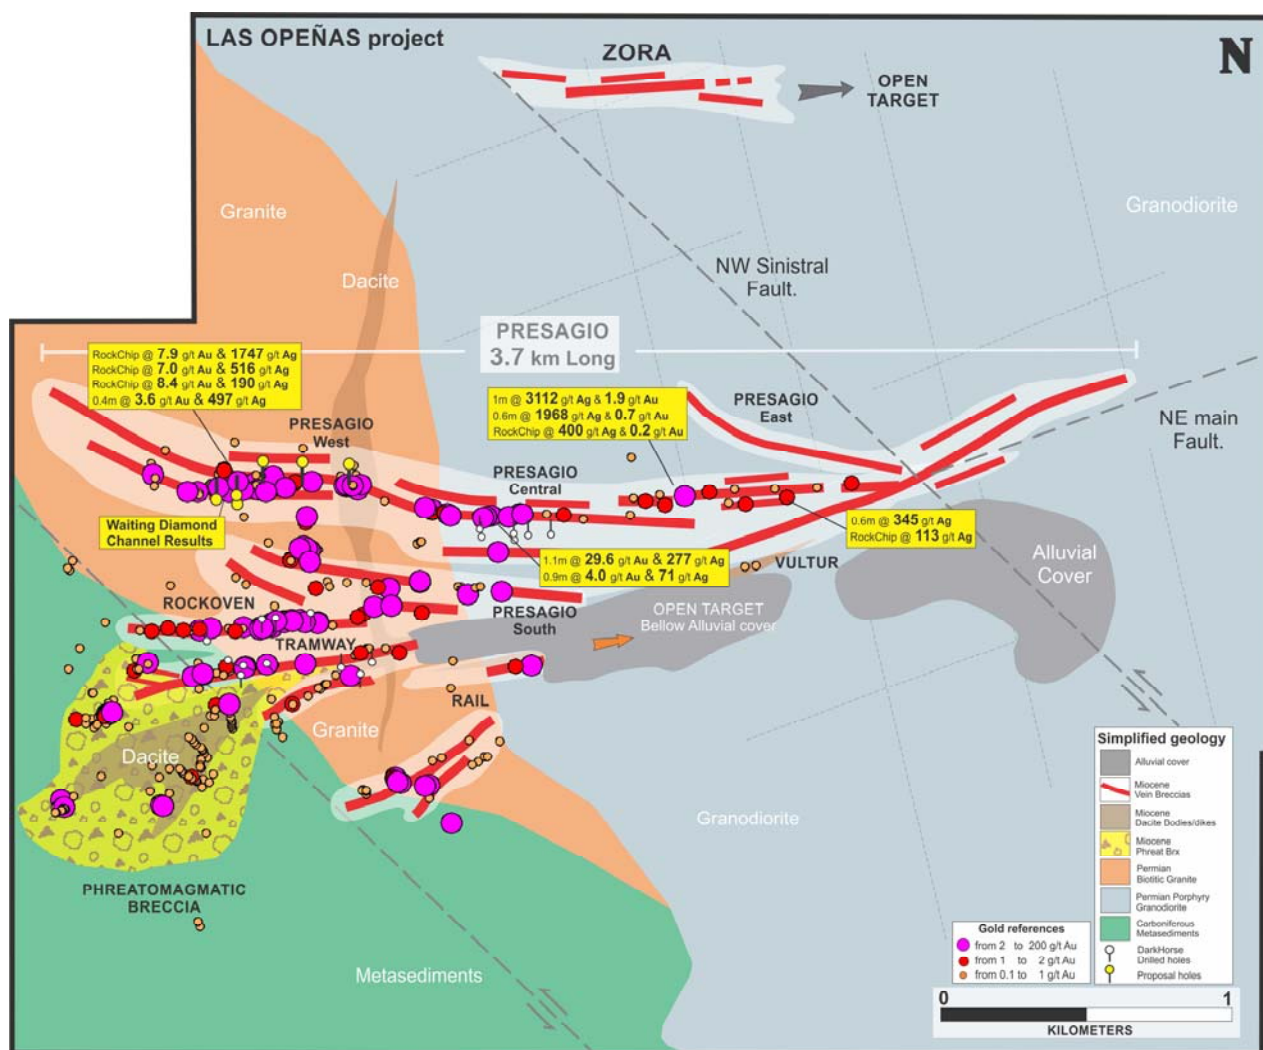 LAS OPEÑAS project
ZORA
N
OPEN
TARGET
Granite
Granodiorite
Dacite
NW Sinistral
Fault.
PRESAGIO
3.7 km Long
RockChip @ 7.9 g/t Au & 1747 g/t Ag
RockChip @ 7.0 g/t Au & 516 g/t Ag
RockChip @ 8.4 g/t Au & 190 g/t Ag
0.4m @ 3.6 g/t Au & 497 g/t Ag
1m @ 3112 g/t Ag & 1.9 g/t Au
0.6m @ 1968 g/t Ag & 0.7 g/t Au
RockChip @ 400 g/t Ag & 0.2 g/t Au
PRESAGIO
East
NE main
Fault.
PRESAGIO
West
PRESAGIO
Central
Waiting Diamond
Channel Results
0.6m @ 345 g/t Ag
RockChip @ 113 g/t Ag
1.1m @ 29.6 g/t Au & 277 g/t Ag
0.9m @ 4.0 g/t Au & 71 g/t Ag
VULTUR
Alluvial
Cover
ROCKOVEN
PRESAGIO
South
OPEN TARGET
Bellow Alluvial cover
TRAMWAY
RAIL
Granite
Dacite
Granodiorite
PHREATOMAGMATIC
BRECCIA
Metasediments
Simplified geology
Alluvial cover
Miocene
Vein Breccias
Miocene
Dacite Bodies/dikes
Miocene
Phreat Brx
Permian
Biotitic Granite
Permian Porphyry
Granodiorite
Carboniferous
Metasediments
DarkHorse
Drilled holes
Proposal holes
Gold references
from 2 to 200 g/t Au
from 1 to 2 g/t Au
from 0.1 to 1 g/t Au
0 1
KILOMETERS